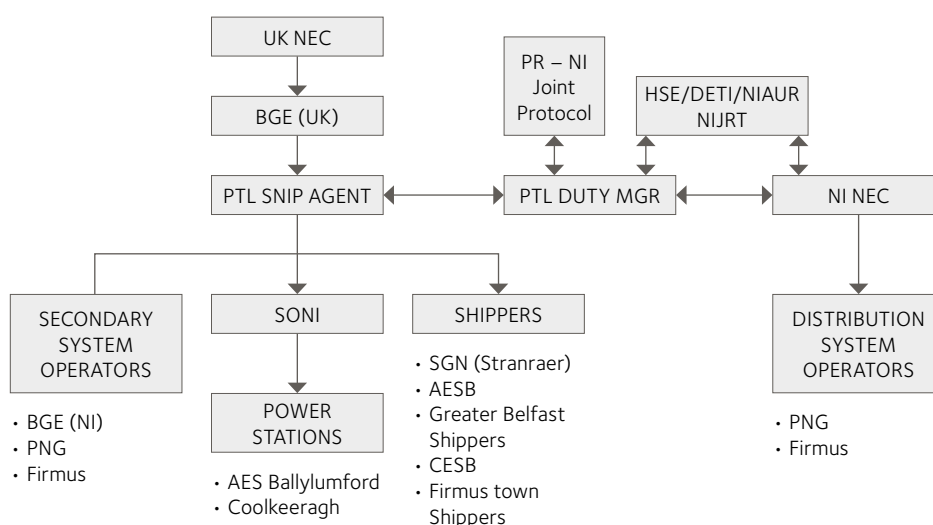 UK NEC
BGE (UK)
PTL SNIP AGENT
PR – NI
Joint
Protocol
HSE/DETI/NIAUR
NIJRT
PTL DUTY MGR
NI NEC
SECONDARY
SYSTEM
OPERATORS
• BGE (NI)
• PNG
• Firmus
SONI
POWER
STATIONS
• AES Ballylumford
• Coolkeeragh
SHIPPERS
• SGN (Stranraer)
• AESB
• Greater Belfast
Shippers
• CESB
• Firmus town
Shippers
DISTRIBUTION
SYSTEM
OPERATORS
• PNG
• Firmus